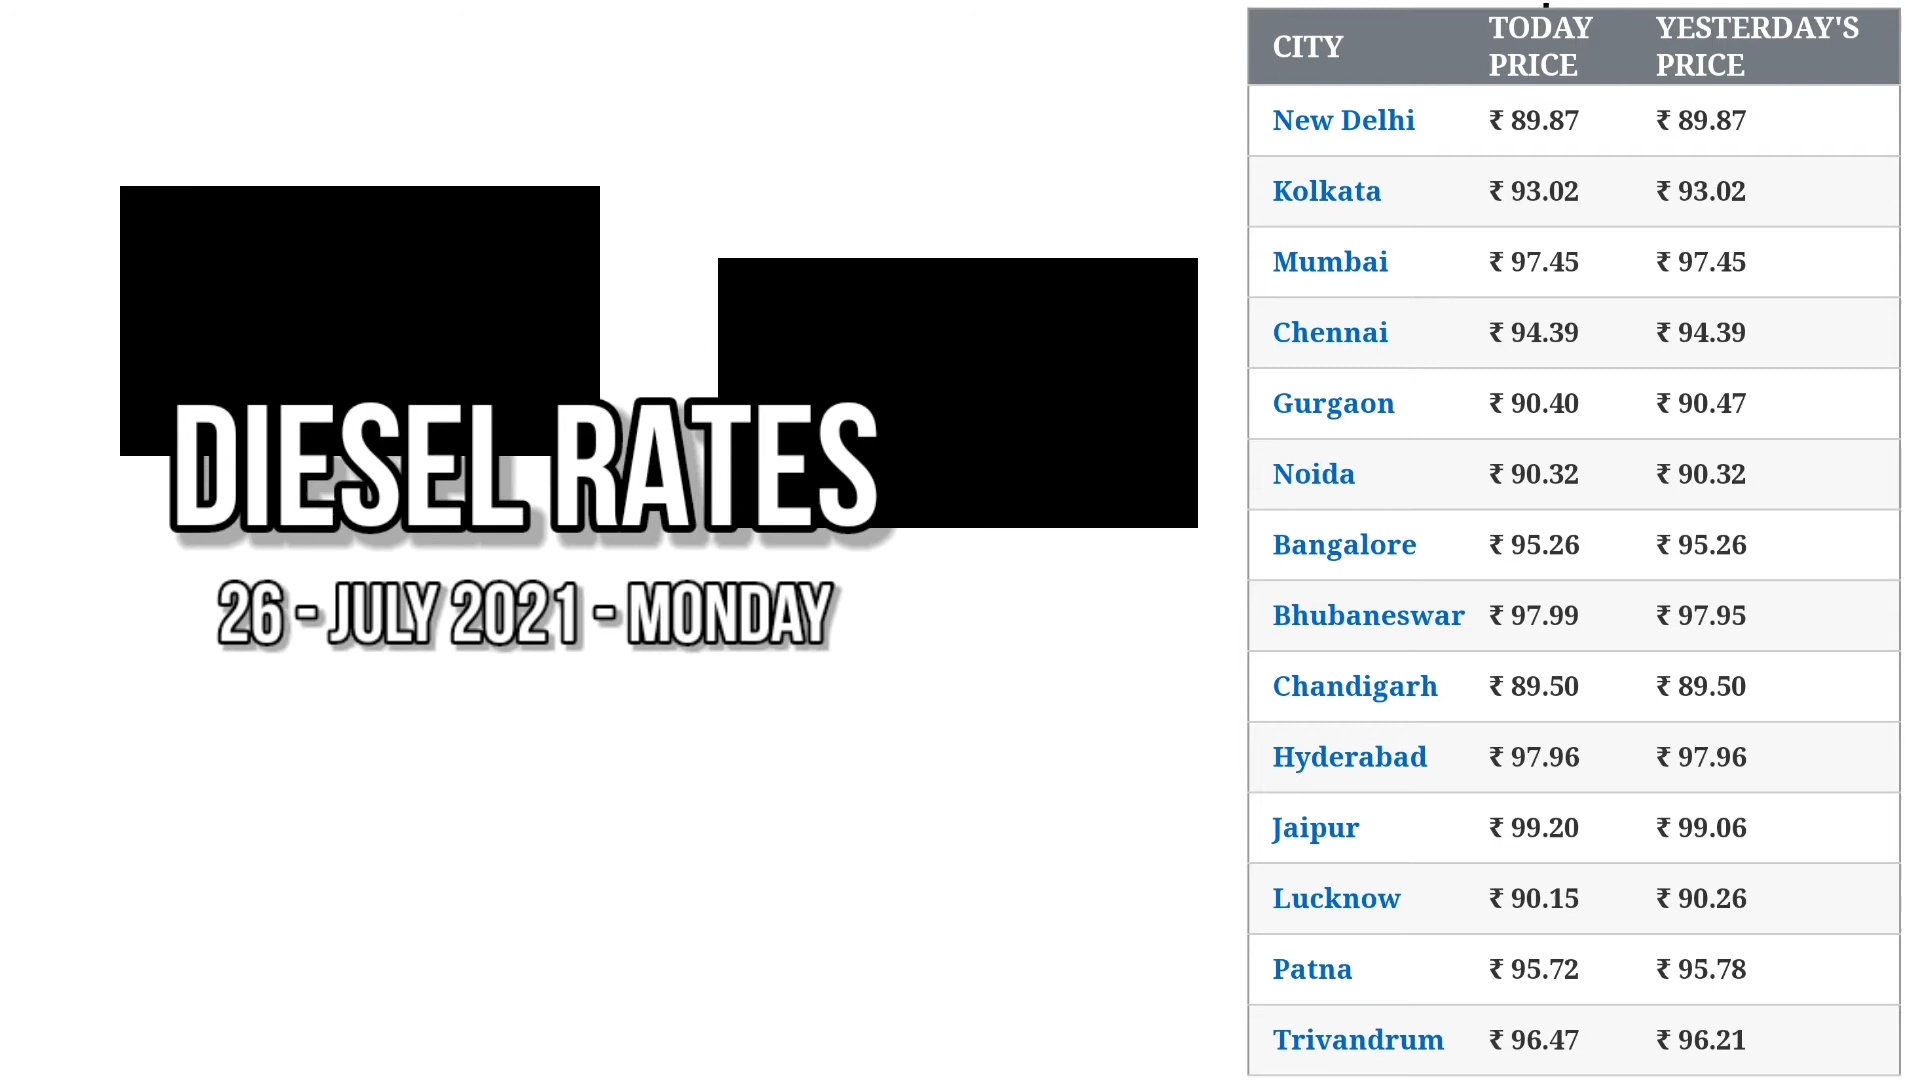 DIESEL RATES
26 - JULY 2021 - MONDAY
CITY TODAY PRICE YESTERDAY'S PRICE
New Delhi ₹ 89.87 ₹ 89.87
Kolkata ₹ 93.02 ₹ 93.02
Mumbai ₹ 97.45 ₹ 97.45
Chennai ₹ 94.39 ₹ 94.39
Gurgaon ₹ 90.40 ₹ 90.47
Noida ₹ 90.32 ₹ 90.32
Bangalore ₹ 95.26 ₹ 95.26
Bhubaneswar ₹ 97.99 ₹ 97.95
Chandigarh ₹ 89.50 ₹ 89.50
Hyderabad ₹ 97.96 ₹ 97.96
Jaipur ₹ 99.20 ₹ 99.06
Lucknow ₹ 90.15 ₹ 90.26
Patna ₹ 95.72 ₹ 95.78
Trivandrum ₹ 96.47 ₹ 96.21